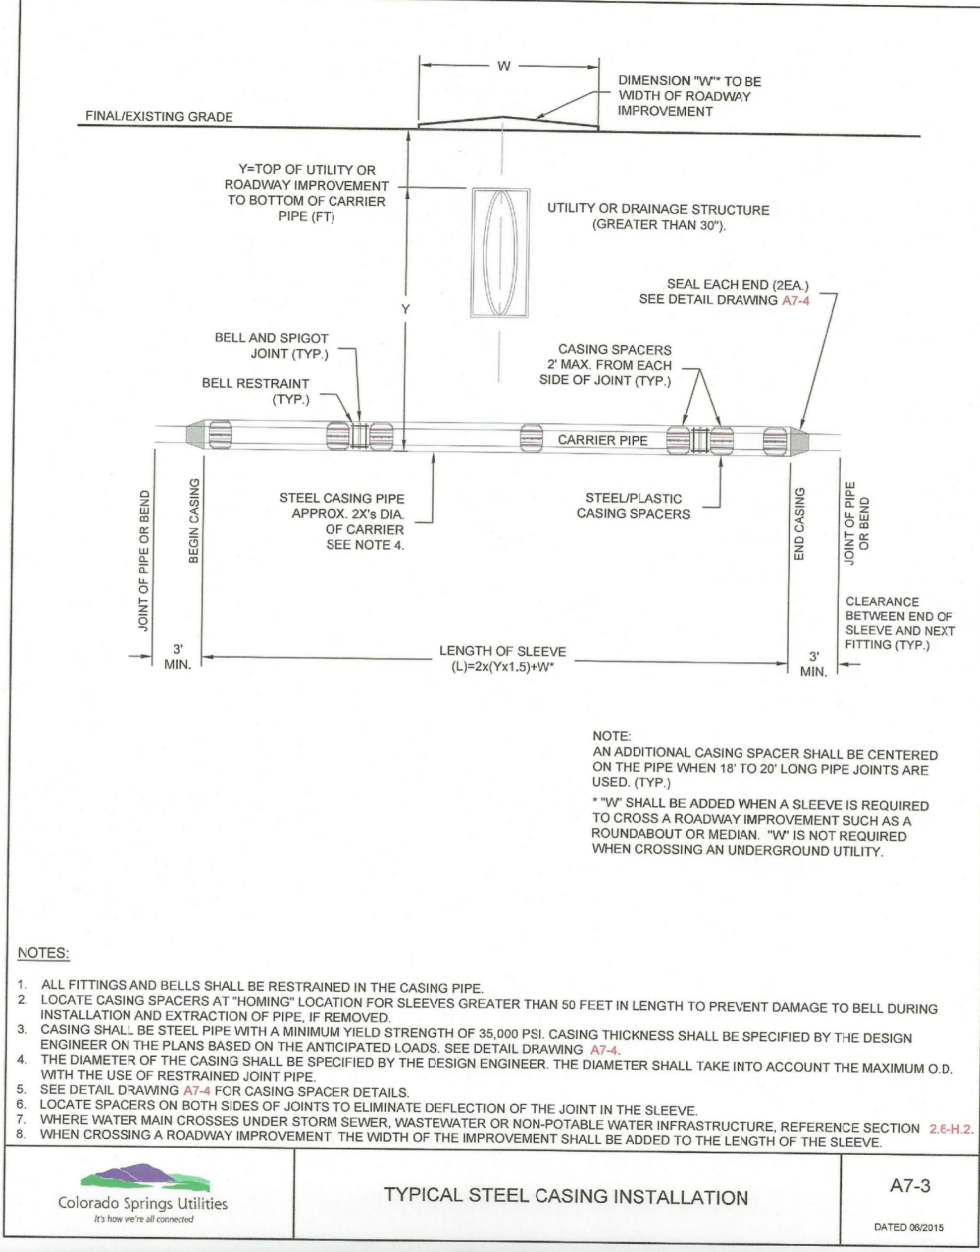 W
DIMENSION "W"* TO BE
WIDTH OF ROADWAY
IMPROVEMENT
FINAL/EXISTING GRADE
Y=TOP OF UTILITY OR
ROADWAY IMPROVEMENT
TO BOTTOM OF CARRIER
PIPE (FT)
UTILITY OR DRAINAGE STRUCTURE
(GREATER THAN 30").
SEAL EACH END (2EA.)
SEE DETAIL DRAWING A7-4
Y
BELL AND SPIGOT
JOINT (TYP.)
CASING SPACERS
2' MAX. FROM EACH
SIDE OF JOINT (TYP.)
BELL RESTRAINT
(TYP.)
CARRIER PIPE
STEEL CASING PIPE
APPROX. 2X's DIA.
OF CARRIER
SEE NOTE 4.
STEEL/PLASTIC
CASING SPACERS
JOINT OF PIPE OR BEND
BEGIN CASING
END CASING
JOINT OF PIPE
OR BEND
CLEARANCE
BETWEEN END OF
SLEEVE AND NEXT
FITTING (TYP.)
3'
MIN.
LENGTH OF SLEEVE
(L)=2x(Yx1.5)+W*
3'
MIN.
NOTE:
AN ADDITIONAL CASING SPACER SHALL BE CENTERED
ON THE PIPE WHEN 18' TO 20' LONG PIPE JOINTS ARE
USED. (TYP.)
* "W" SHALL BE ADDED WHEN A SLEEVE IS REQUIRED
TO CROSS A ROADWAY IMPROVEMENT SUCH AS A
ROUNDABOUT OR MEDIAN. "W" IS NOT REQUIRED
WHEN CROSSING AN UNDERGROUND UTILITY.
NOTES:
1. ALL FITTINGS AND BELLS SHALL BE RESTRAINED IN THE CASING PIPE.
2. LOCATE CASING SPACERS AT "HOMING" LOCATION FOR SLEEVES GREATER THAN 50 FEET IN LENGTH TO PREVENT DAMAGE TO BELL DURING
INSTALLATION AND EXTRACTION OF PIPE, IF REMOVED.
3. CASING SHALL BE STEEL PIPE WITH A MINIMUM YIELD STRENGTH OF 35,000 PSI. CASING THICKNESS SHALL BE SPECIFIED BY THE DESIGN
ENGINEER ON THE PLANS BASED ON THE ANTICIPATED LOADS. SEE DETAIL DRAWING A7-4.
4. THE DIAMETER OF THE CASING SHALL BE SPECIFIED BY THE DESIGN ENGINEER. THE DIAMETER SHALL TAKE INTO ACCOUNT THE MAXIMUM O.D.
WITH THE USE OF RESTRAINED JOINT PIPE.
5. SEE DETAIL DRAWING A7-4 FOR CASING SPACER DETAILS.
6. LOCATE SPACERS ON BOTH SIDES OF JOINTS TO ELIMINATE DEFLECTION OF THE JOINT IN THE SLEEVE.
7. WHERE WATER MAIN CROSSES UNDER STORM SEWER, WASTEWATER OR NON-POTABLE WATER INFRASTRUCTURE, REFERENCE SECTION 2.6-H.2.
8. WHEN CROSSING A ROADWAY IMPROVEMENT THE WIDTH OF THE IMPROVEMENT SHALL BE ADDED TO THE LENGTH OF THE SLEEVE.
Colorado Springs Utilities
It's how we're all connected
TYPICAL STEEL CASING INSTALLATION
A7-3
DATED 06/2015